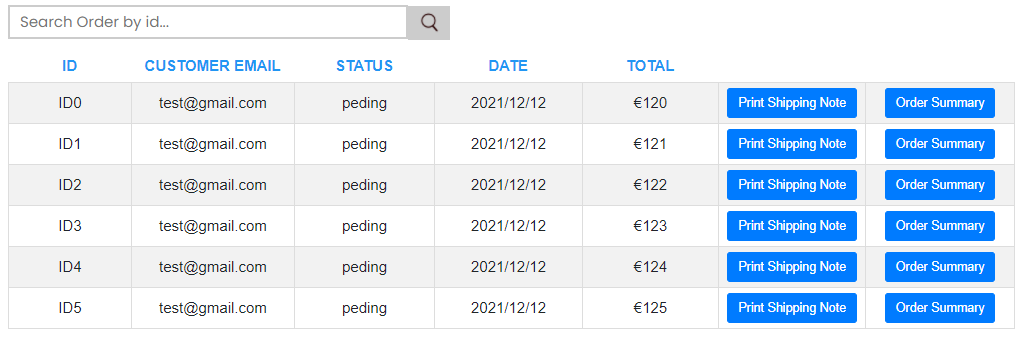 Search Order by id...
ID CUSTOMER EMAIL STATUS DATE TOTAL
ID0 test@gmail.com peding 2021/12/12 €120 Print Shipping Note Order Summary
ID1 test@gmail.com peding 2021/12/12 €121 Print Shipping Note Order Summary
ID2 test@gmail.com peding 2021/12/12 €122 Print Shipping Note Order Summary
ID3 test@gmail.com peding 2021/12/12 €123 Print Shipping Note Order Summary
ID4 test@gmail.com peding 2021/12/12 €124 Print Shipping Note Order Summary
ID5 test@gmail.com peding 2021/12/12 €125 Print Shipping Note Order Summary